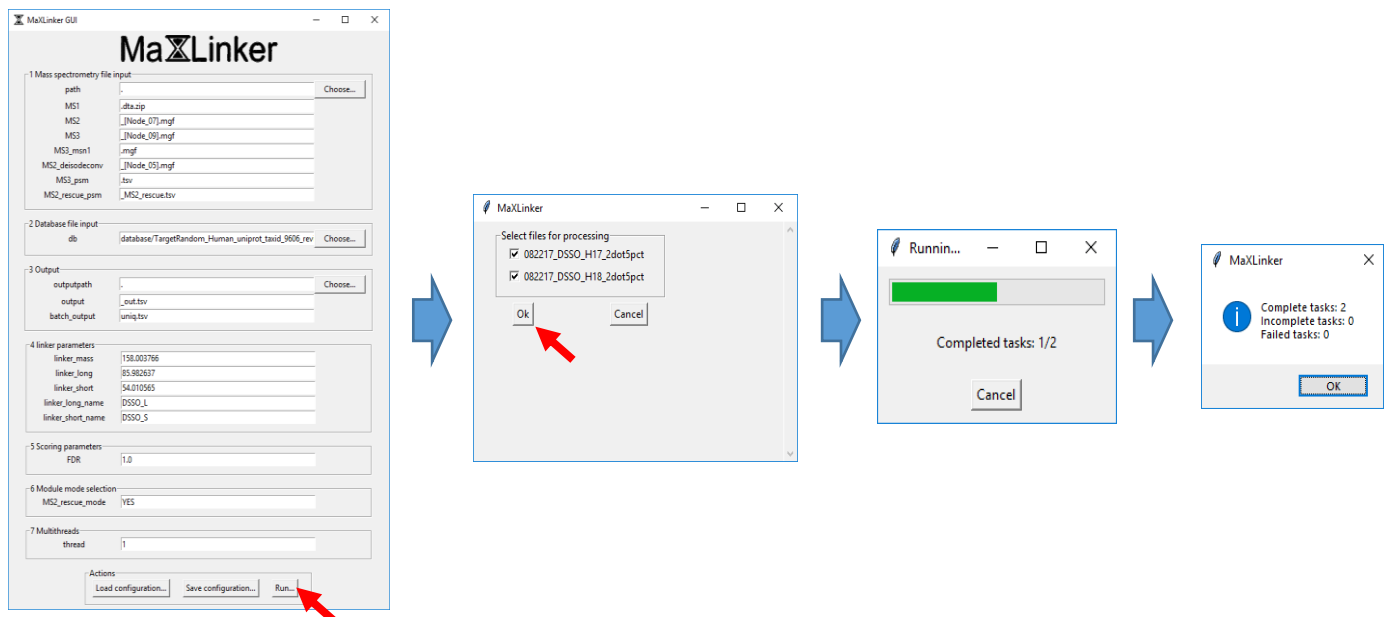 MaXLinker GUI
MaXLinker
1 Mass spectrometry file input
path . Choose...
MS1 .dta.zip
MS2 _[Node_07].mgf
MS3 _[Node_09].mgf
MS3_msn1 .mgf
MS2_deisodeconv _[Node_05].mgf
MS3_psm .tsv
MS2_rescue_psm _MS2_rescue.tsv
2 Database file input
db database/TargetRandom_Human_uniprot_taxid_9606_rev Choose...
3 Output
outputpath . Choose...
output _out.tsv
batch_output uniq.tsv
4 linker parameters
linker_mass 158.003766
linker_long 85.982637
linker_short 54.010565
linker_long_name DSSO_L
linker_short_name DSSO_S
5 Scoring parameters
FDR 1.0
6 Module mode selection
MS2_rescue_mode YES
7 Multithreads
thread 1
Actions
Load configuration... Save configuration... Run...
MaXLinker
Select files for processing
082217_DSSO_H17_2dot5pct
082217_DSSO_H18_2dot5pct
Ok Cancel
Runnin...
Completed tasks: 1/2
Cancel
MaXLinker
Complete tasks: 2
Incomplete tasks: 0
Failed tasks: 0
OK